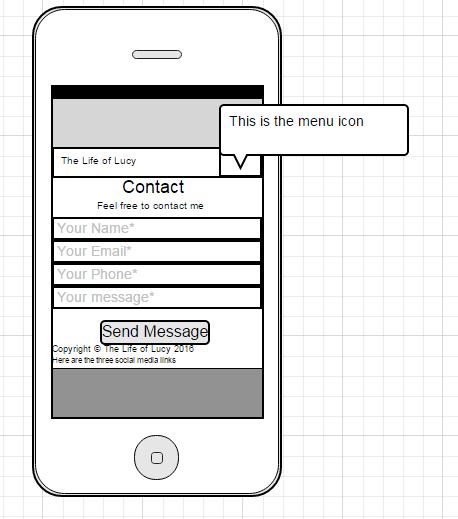 This is the menu icon
The Life of Lucy
Contact
Feel free to contact me
Your Name*
Your Email*
Your Phone*
Your message*
Send Message
Copyright © The Life of Lucy 2016
Here are the three social media links